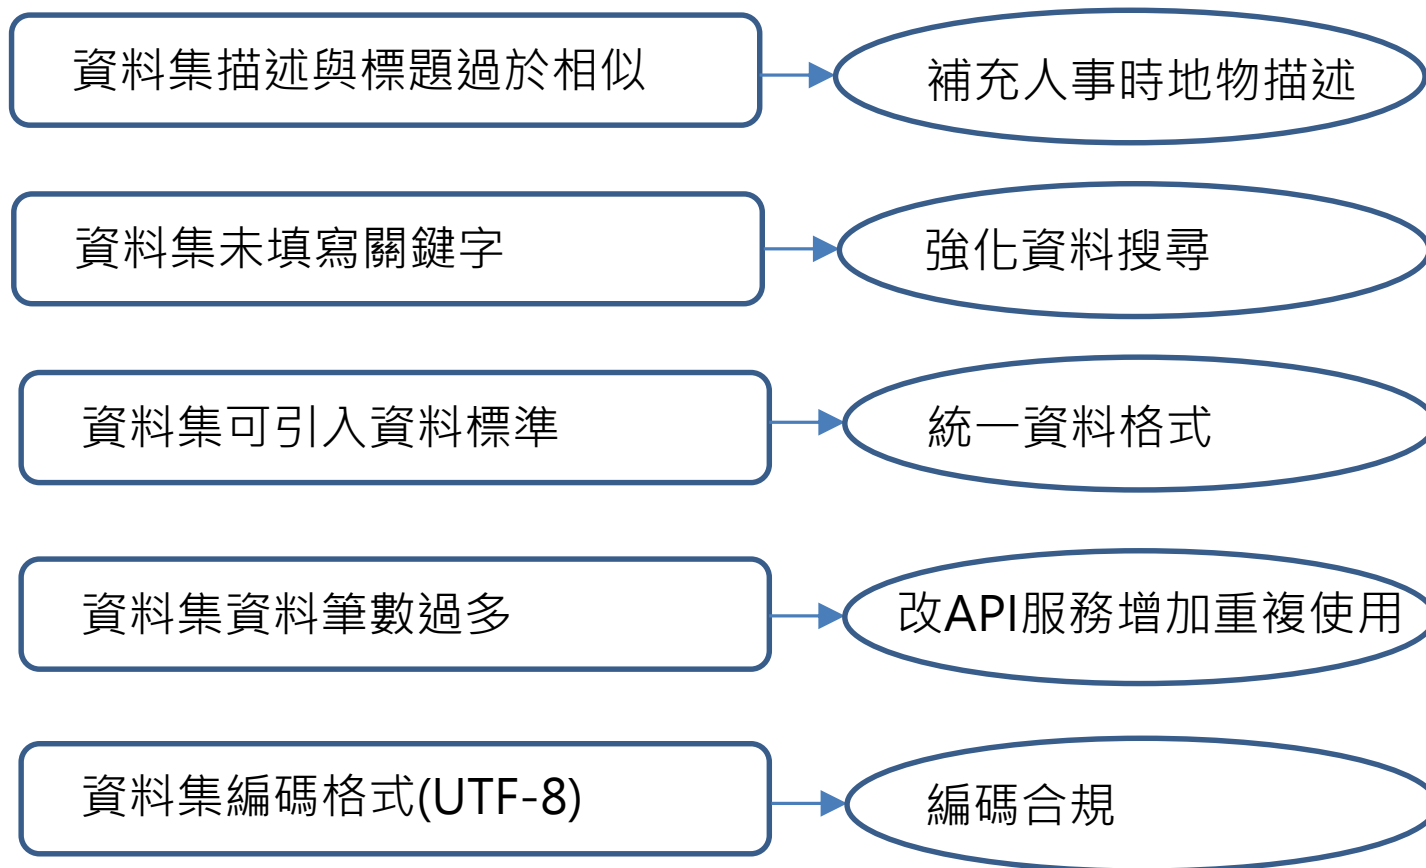 資料集描述與標題過於相似
補充人事時地物描述
資料集未填寫關鍵字
強化資料搜尋
資料集可引入資料標準
統一資料格式
資料集資料筆數過多
改API服務增加重複使用
資料集編碼格式(UTF-8)
編碼合規